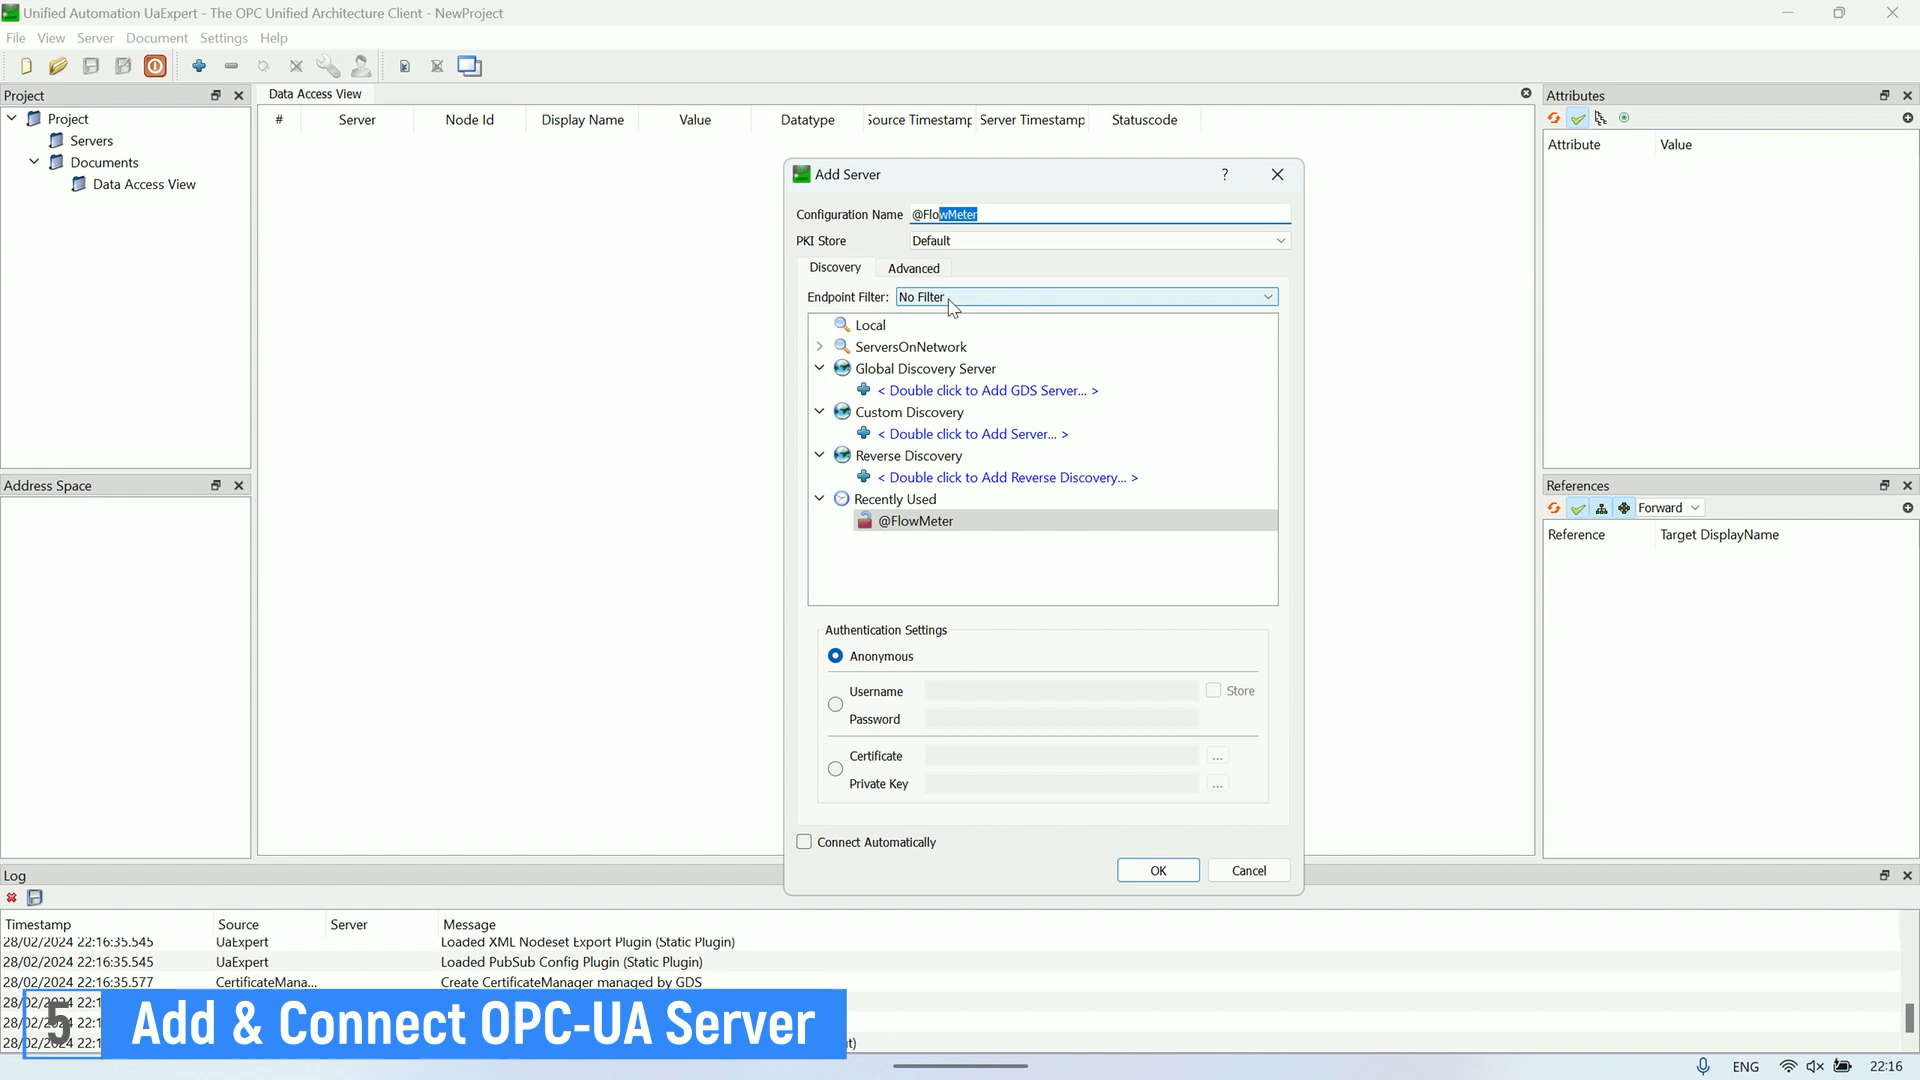 Unified Automation UaExpert - The OPC Unified Architecture Client - NewProject
File View Server Document Settings Help
Project
Project
Servers
Documents
Data Access View
Address Space
Data Access View
# Server Node Id Display Name Value Datatype Source Timestamp Server Timestamp Statuscode
Add Server ?
Configuration Name @FlowMeter
PKI Store Default
Discovery Advanced
Endpoint Filter: No Filter
Local
ServersOnNetwork
Global Discovery Server
< Double click to Add GDS Server... >
Custom Discovery
< Double click to Add Server... >
Reverse Discovery
< Double click to Add Reverse Discovery... >
Recently Used
@FlowMeter
Authentication Settings
Anonymous
Username Store
Password
Certificate ...
Private Key ...
Connect Automatically
OK Cancel
Attributes
Attribute Value
References
Forward
Reference Target DisplayName
Log
Timestamp Source Server Message
28/02/2024 22:16:35.545 UaExpert Loaded XML Nodeset Export Plugin (Static Plugin)
28/02/2024 22:16:35.545 UaExpert Loaded PubSub Config Plugin (Static Plugin)
28/02/2024 22:16:35.577 CertificateMana... Create CertificateManager managed by GDS
5 Add & Connect OPC-UA Server
ENG 22:16